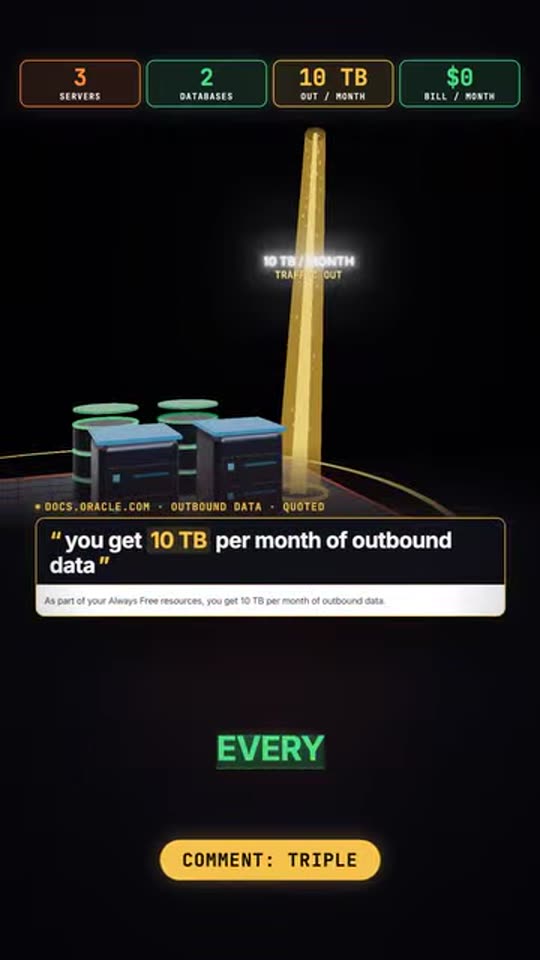 3
SERVERS
2
DATABASES
10 TB
OUT / MONTH
$0
BILL / MONTH
10 TB / MONTH
TRAFFIC OUT
DOCS.ORACLE.COM · OUTBOUND DATA · QUOTED
“you get 10 TB per month of outbound
data”
As part of your Always Free resources, you get 10 TB per month of outbound data.
EVERY
COMMENT: TRIPLE